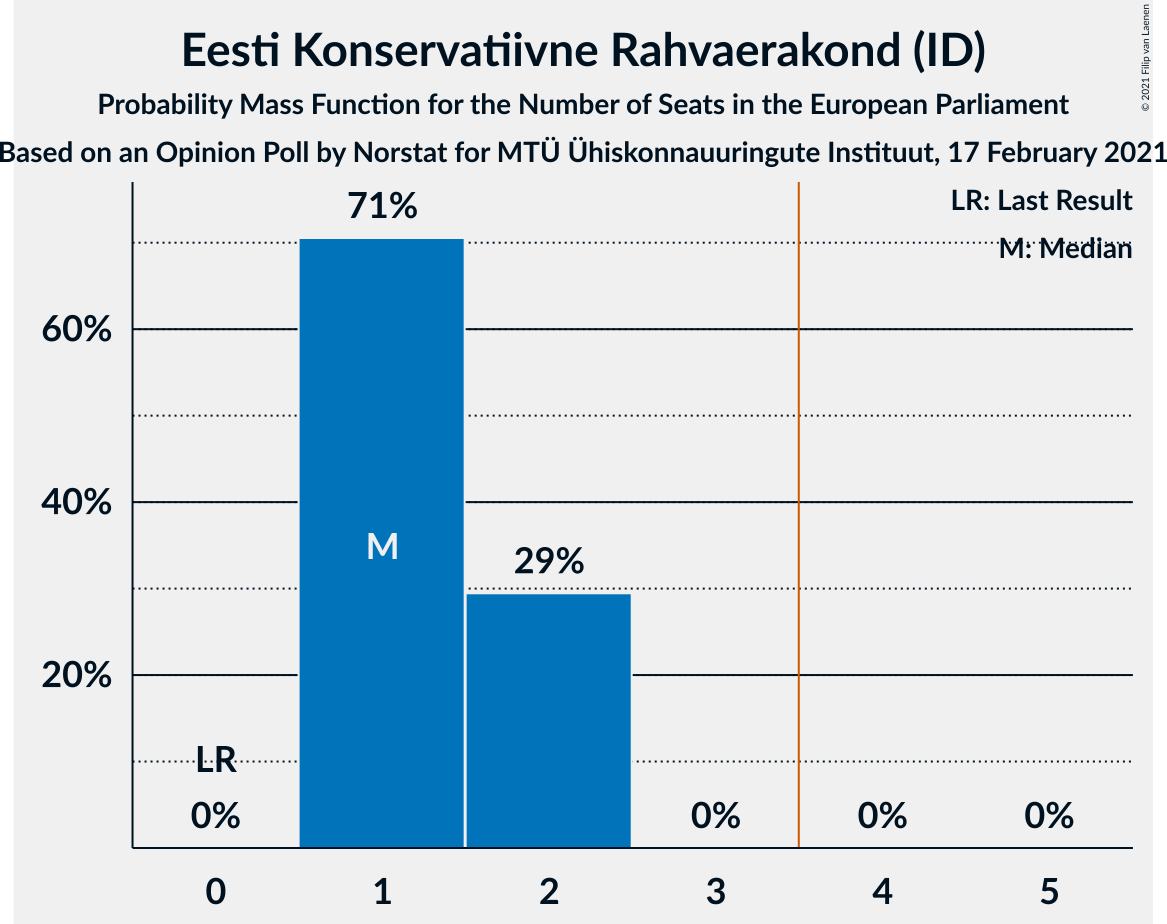 Eesti Konservatiivne Rahvaerakond (ID)
Probability Mass Function for the Number of Seats in the European Parliament
Based on an Opinion Poll by Norstat for MTÜ Ühiskonnauuringute Instituut, 17 February 2021
© 2021 Filip van Laenen
LR: Last Result
M: Median
71%
60%
40%
M
29%
20%
LR
0%
0%
0%
0%
0
1
2
3
4
5